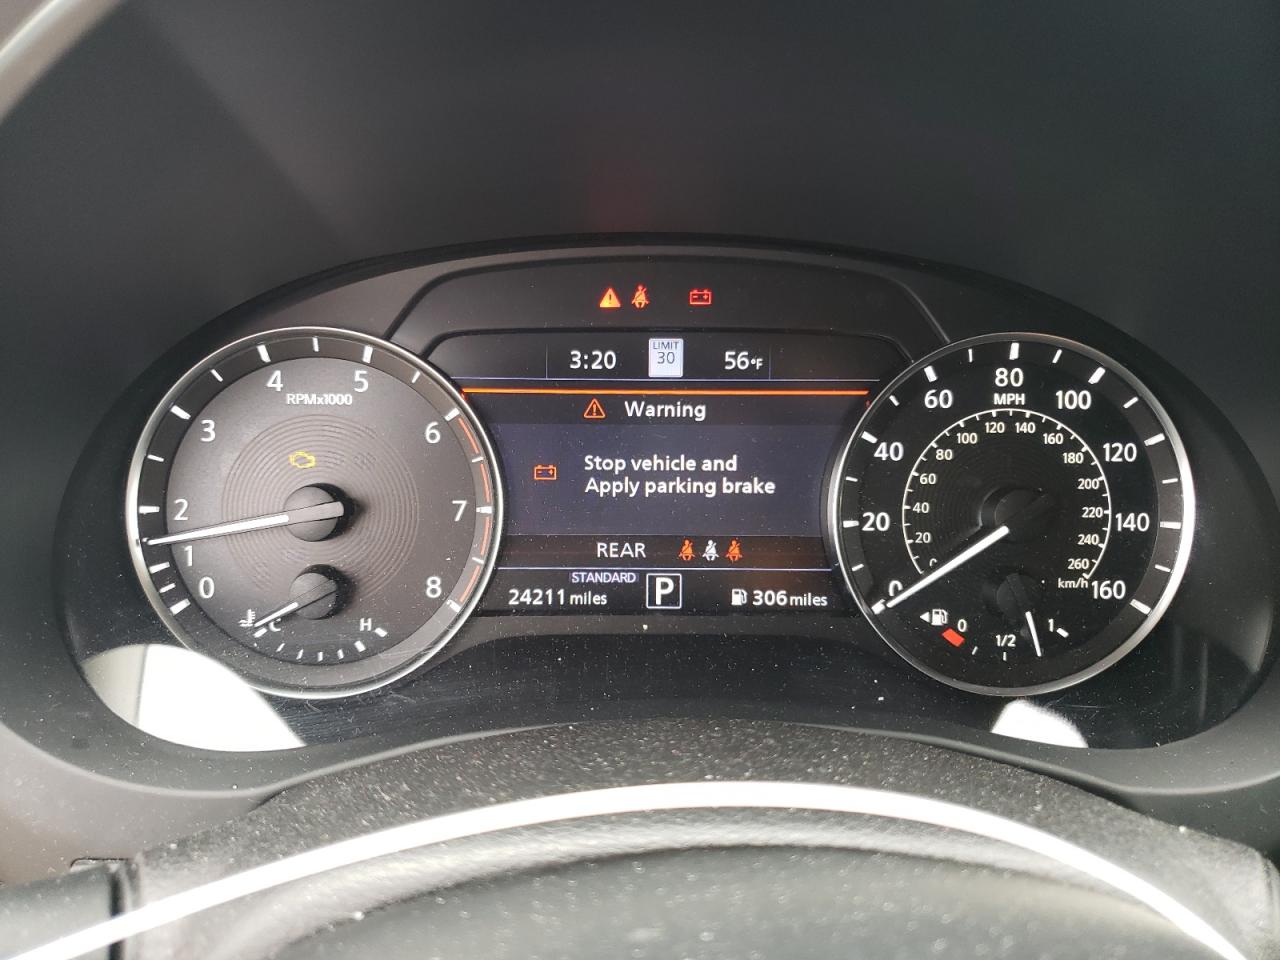 3:20
LIMIT
30
56°F
Warning
Stop vehicle and
Apply parking brake
REAR
STANDARD
24211 miles
P
306 miles
0
1
2
3
4
5
6
7
8
RPMx1000
C
H
0
20
40
60
80
100
120
140
160
MPH
0
20
40
60
80
100
120
140
160
180
200
220
240
260
km/h
0
1/2
1